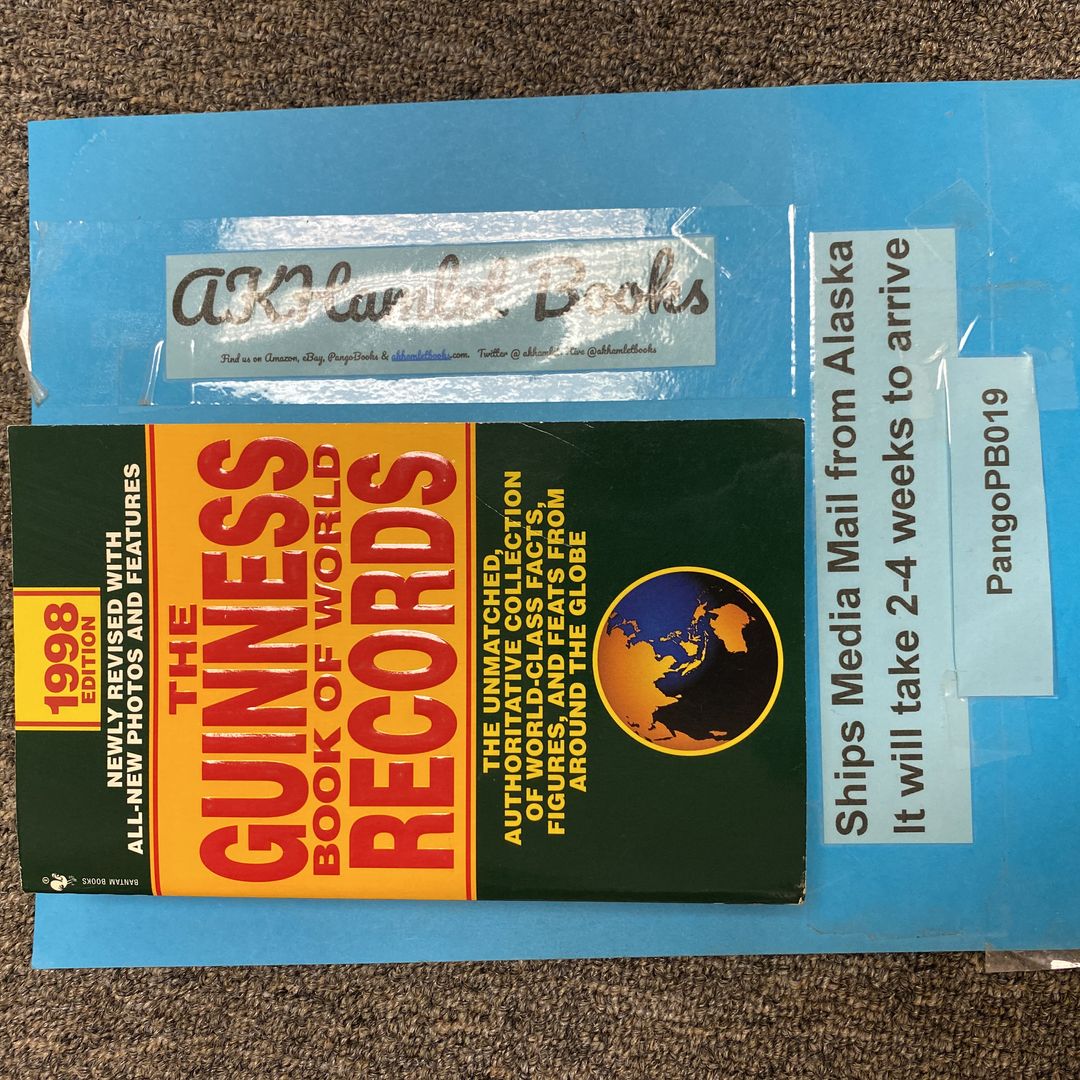 AKHamlet Books
Find us on Amazon, eBay, PangoBooks & akhamletbooks.com. Twitter @ @akhamletbooks
1998
EDITION
NEWLY REVISED WITH
ALL-NEW PHOTOS AND FEATURES
THE
GUINNESS
BOOK OF WORLD
RECORDS
THE UNMATCHED,
AUTHORITATIVE COLLECTION
OF WORLD-CLASS FACTS,
FIGURES, AND FEATS FROM
AROUND THE GLOBE
BANTAM BOOKS
Ships Media Mail from Alaska
It will take 2-4 weeks to arrive
PangoPB019